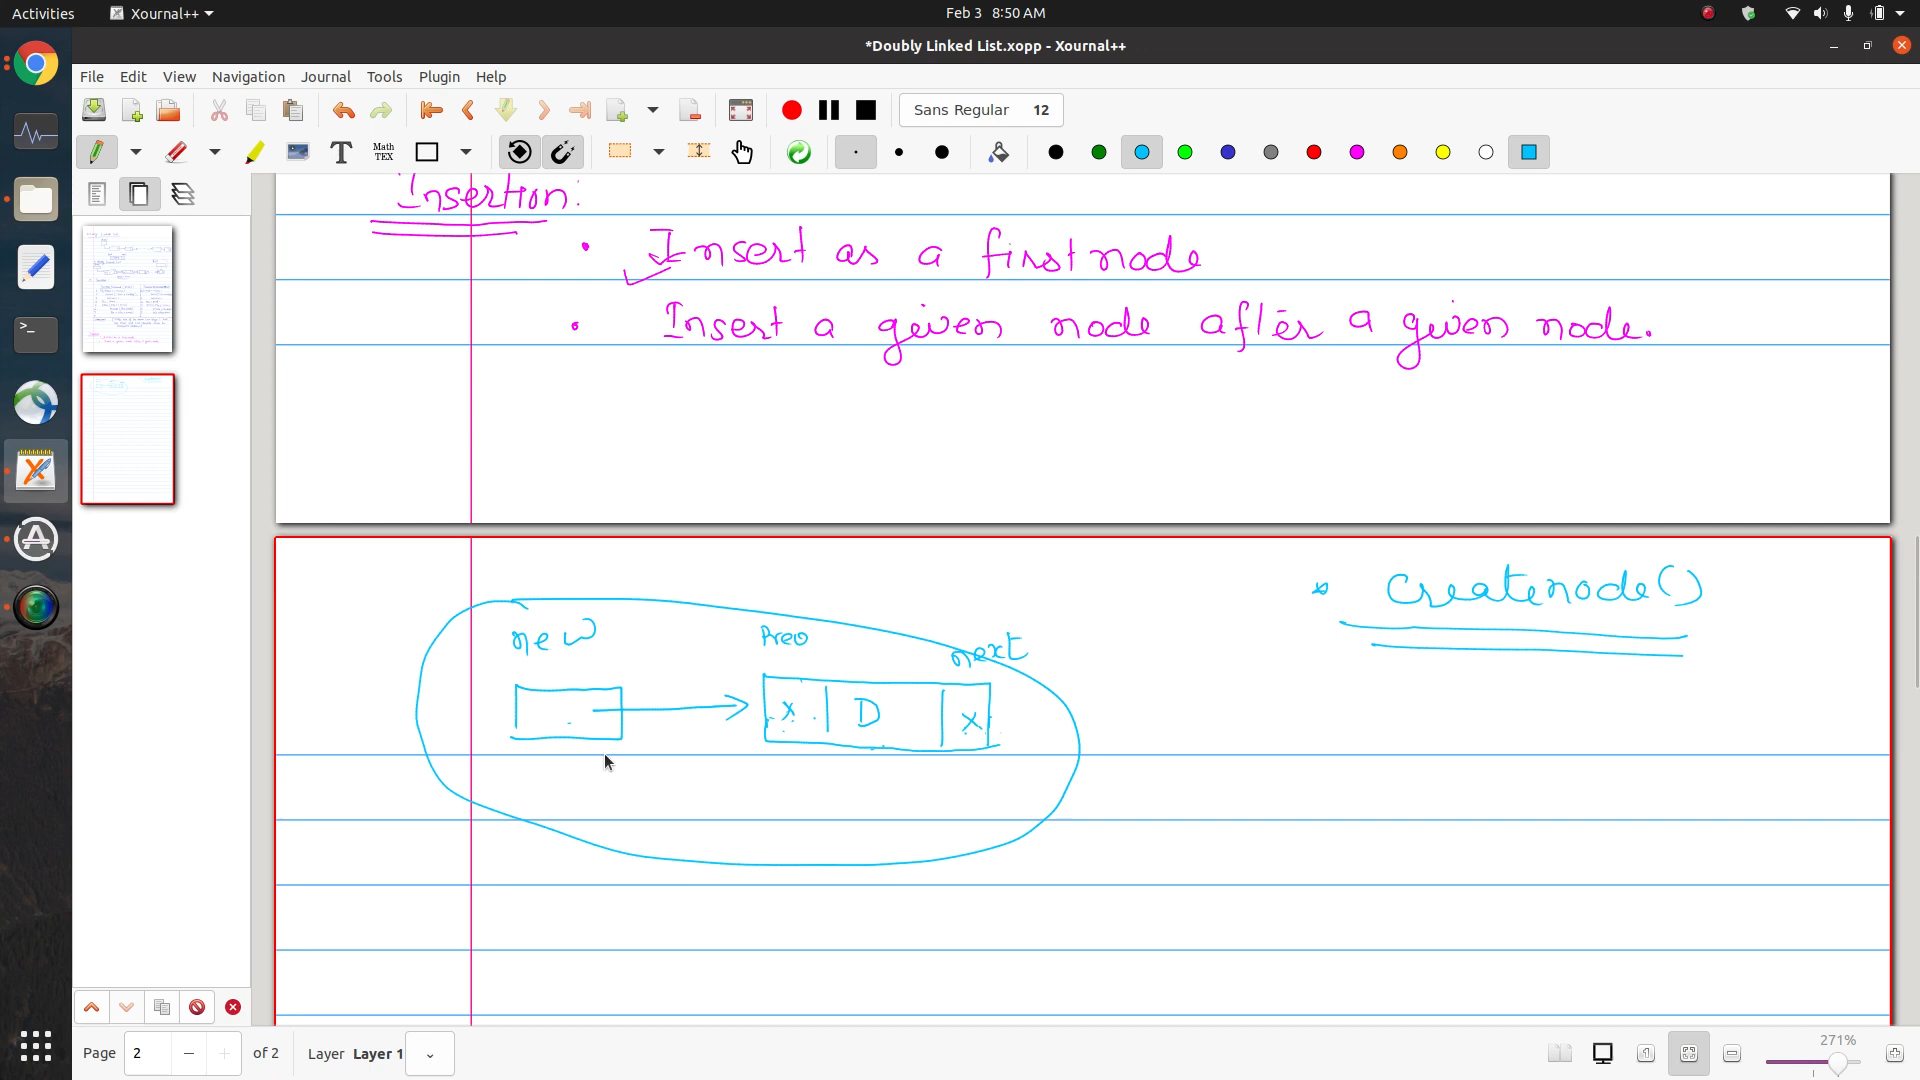 Activities
Xournal++
Feb 3 8:50 AM
*Doubly Linked List.xopp - Xournal++
File Edit View Navigation Journal Tools Plugin Help
Sans Regular 12
T
Math
TEX
Insertion:
• Insert as a first node
• Insert a given node after a given node.
* Createnode()
new Prev next
x D x
Page 2 of 2 Layer Layer 1
271%